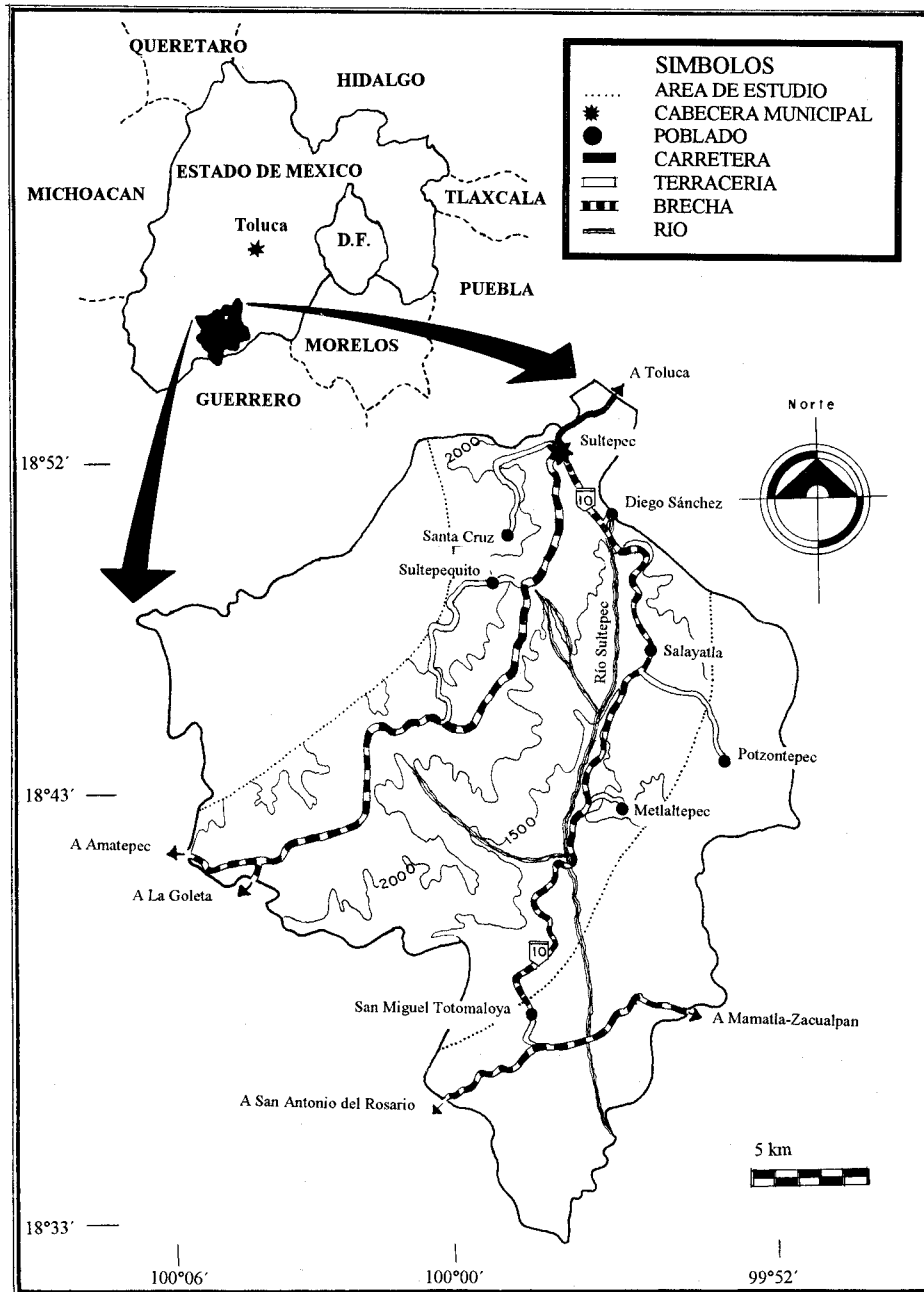 QUERETARO
HIDALGO
ESTADO DE MEXICO
MICHOACAN
TLAXCALA
Toluca
D.F.
PUEBLA
MORELOS
GUERRERO
SIMBOLOS
AREA DE ESTUDIO
CABECERA MUNICIPAL
POBLADO
CARRETERA
TERRACERIA
BRECHA
RIO
A Toluca
Norte
18°52´
2000
Sultepec
10
Diego Sánchez
Santa Cruz
Sultepequito
Río Sultepec
Salayatla
Potzontepec
18°43´
Metlaltepec
1500
A Amatepec
A La Goleta
2000
10
San Miguel Totomaloya
A Mamatla-Zacualpan
A San Antonio del Rosario
5 km
18°33´
100°06´
100°00´
99°52´